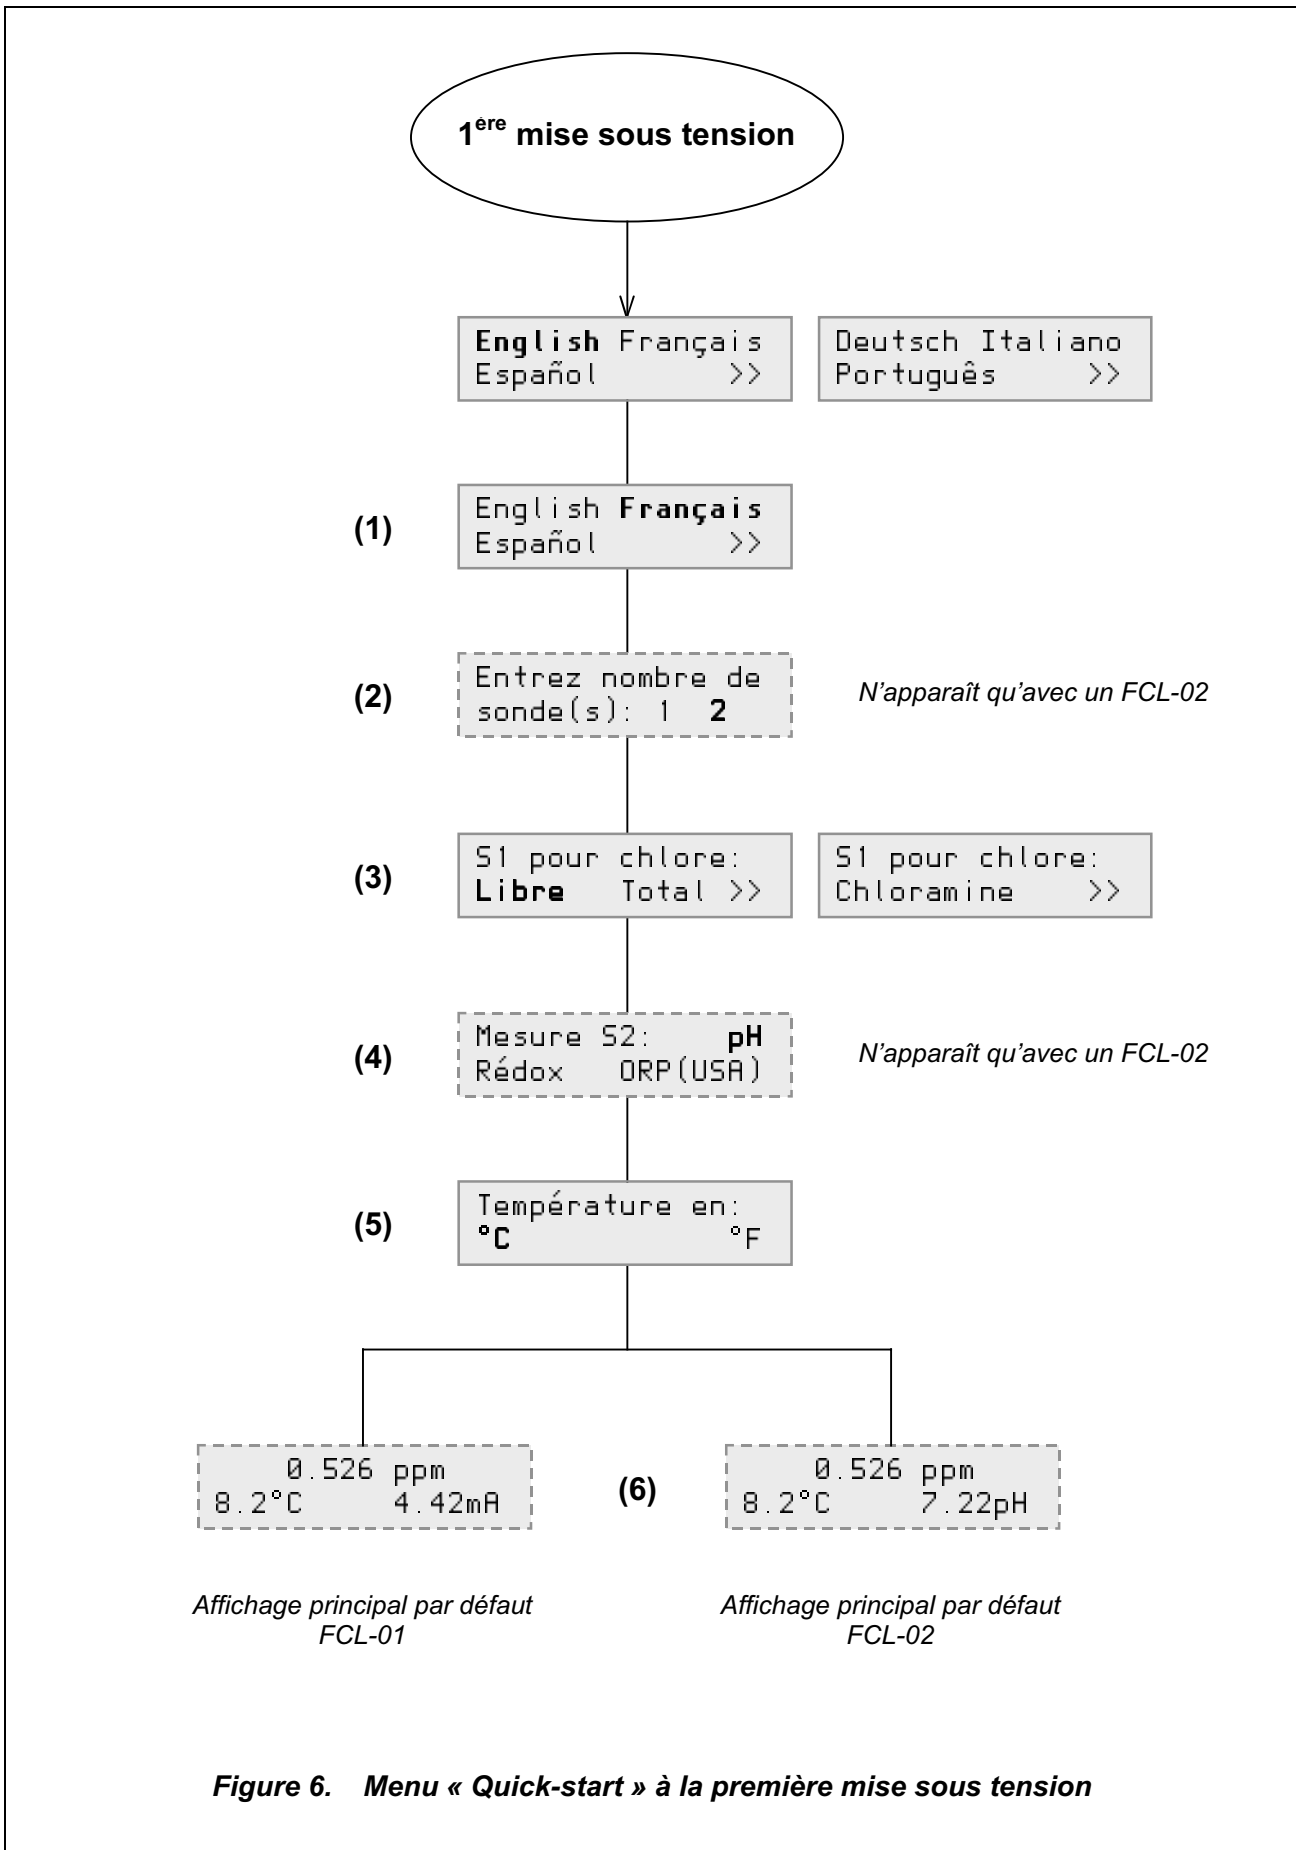 1ère mise sous tension
English Français
Español >>
Deutsch Italiano
Português >>
(1)
English Français
Español >>
(2)
Entrez nombre de
sonde(s): 1 2
N'apparaît qu'avec un FCL-02
(3)
S1 pour chlore:
Libre Total >>
S1 pour chlore:
Chloramine >>
(4)
Mesure S2: pH
Rédox ORP(USA)
N'apparaît qu'avec un FCL-02
(5)
Température en:
°C °F
0.526 ppm
8.2°C 4.42mA
(6)
0.526 ppm
8.2°C 7.22pH
Affichage principal par défaut
FCL-01
Affichage principal par défaut
FCL-02
Figure 6. Menu « Quick-start » à la première mise sous tension